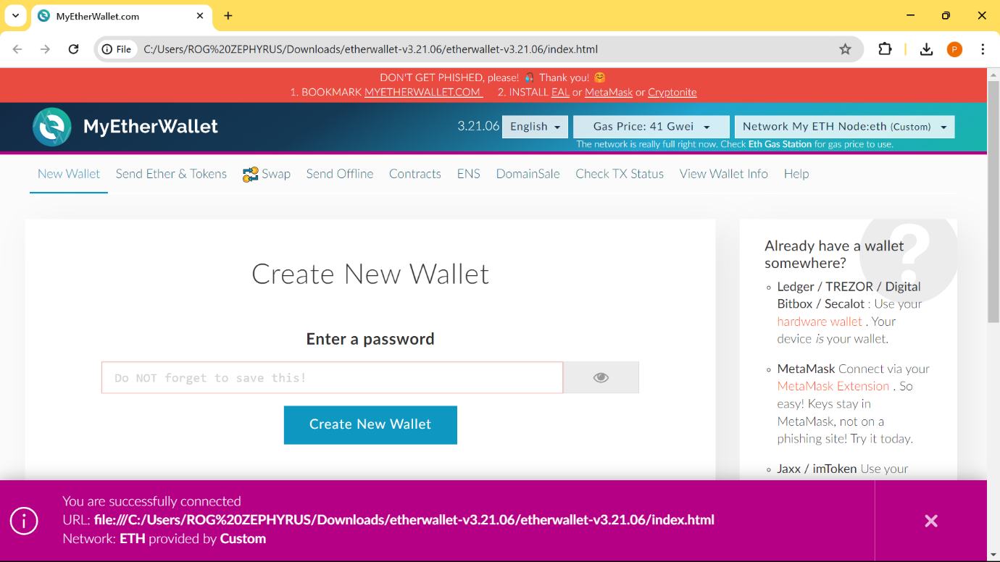 MyEtherWallet.com
File
C:/Users/ROG%20ZEPHYRUS/Downloads/etherwallet-v3.21.06/etherwallet-v3.21.06/index.html
P
DON'T GET PHISHED, please! 🎣 Thank you! 🤗
1. BOOKMARK MYETHERWALLET.COM 2. INSTALL EAL or MetaMask or Cryptonite
MyEtherWallet
3.21.06 English Gas Price: 41 Gwei Network My ETH Node:eth (Custom)
The network is really full right now. Check Eth Gas Station for gas price to use.
New Wallet Send Ether & Tokens Swap Send Offline Contracts ENS DomainSale Check TX Status View Wallet Info Help
Create New Wallet
Enter a password
Do NOT forget to save this!
Create New Wallet
?
Already have a wallet
somewhere?
Ledger / TREZOR / Digital
Bitbox / Secalot : Use your
hardware wallet . Your
device is your wallet.
MetaMask Connect via your
MetaMask Extension . So
easy! Keys stay in
MetaMask, not on a
phishing site! Try it today.
Jaxx / imToken Use your
You are successfully connected
URL: file:///C:/Users/ROG%20ZEPHYRUS/Downloads/etherwallet-v3.21.06/etherwallet-v3.21.06/index.html
Network: ETH provided by Custom